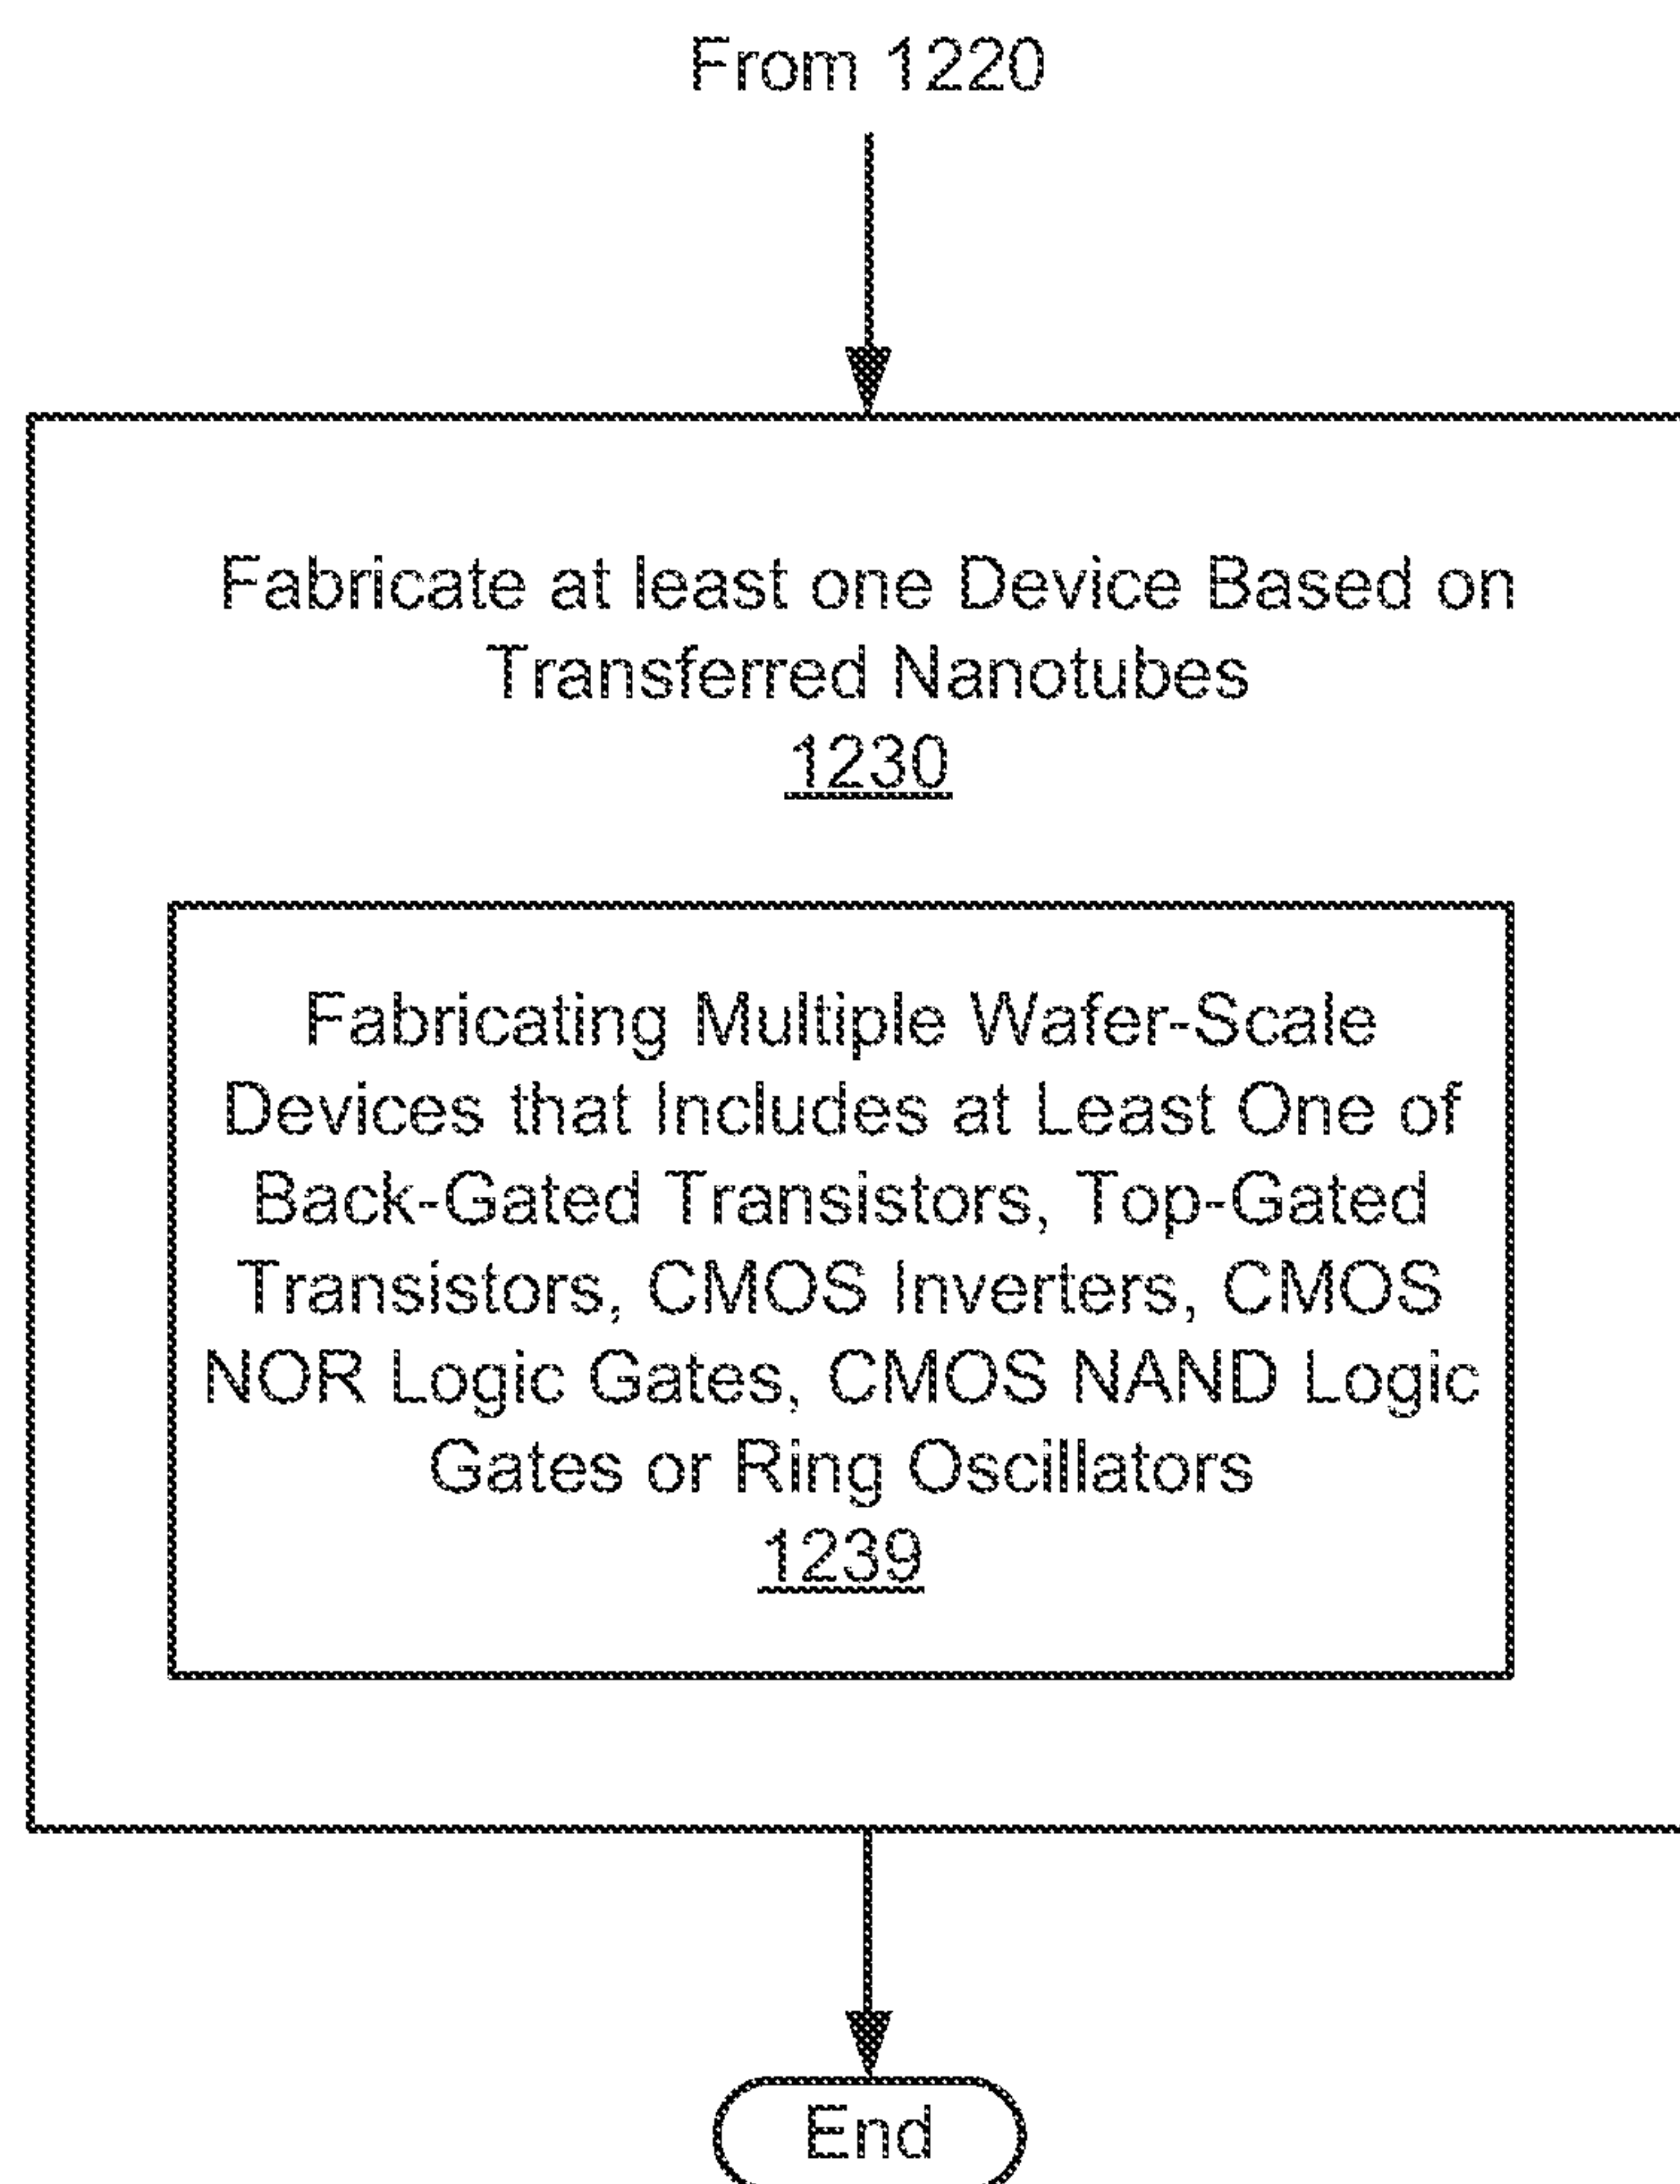 From 1220
Fabricate at least one Device Based on
Transferred Nanotubes
1230
Fabricating Multiple Wafer-Scale
Devices that Includes at Least One of
Back-Gated Transistors, Top-Gated
Transistors, CMOS Inverters, CMOS
NOR Logic Gates, CMOS NAND Logic
Gates or Ring Oscillators
1239
End